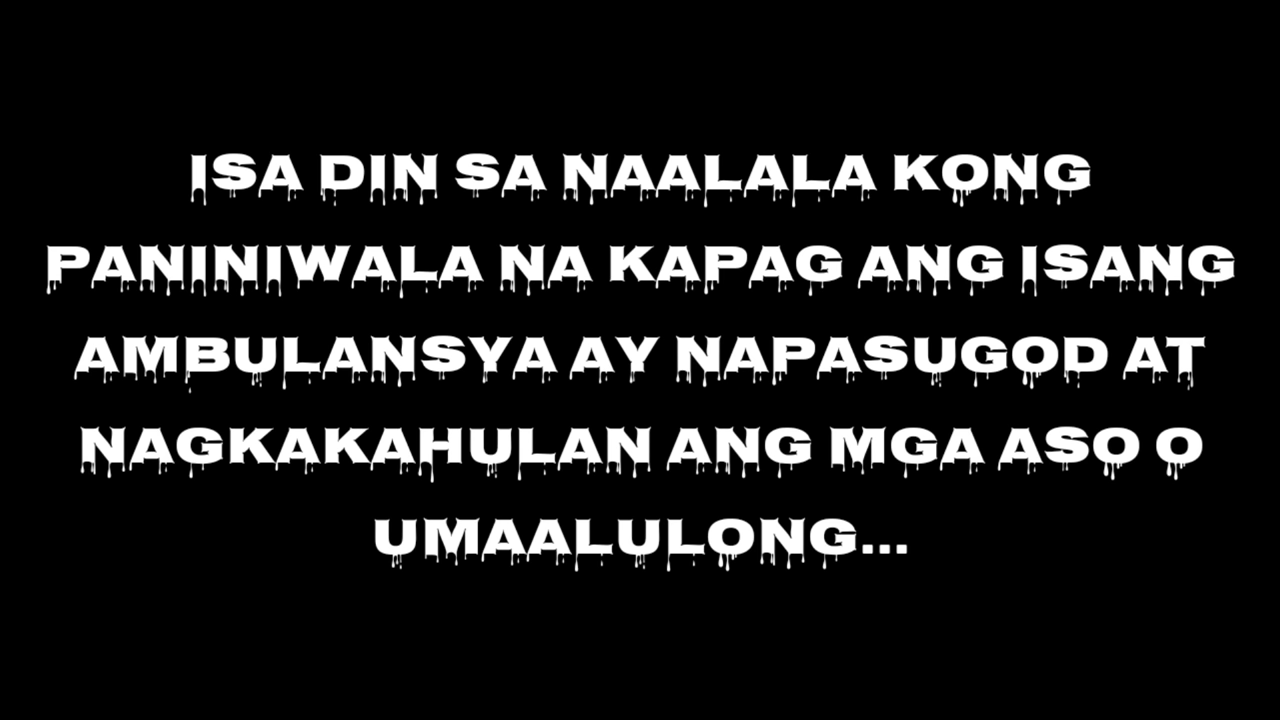 ISA DIN SA NAALALA KONG
PANINIWALA NA KAPAG ANG ISANG
AMBULANSYA AY NAPASUGOD AT
NAGKAKAHULAN ANG MGA ASO O
UMAALULONG...